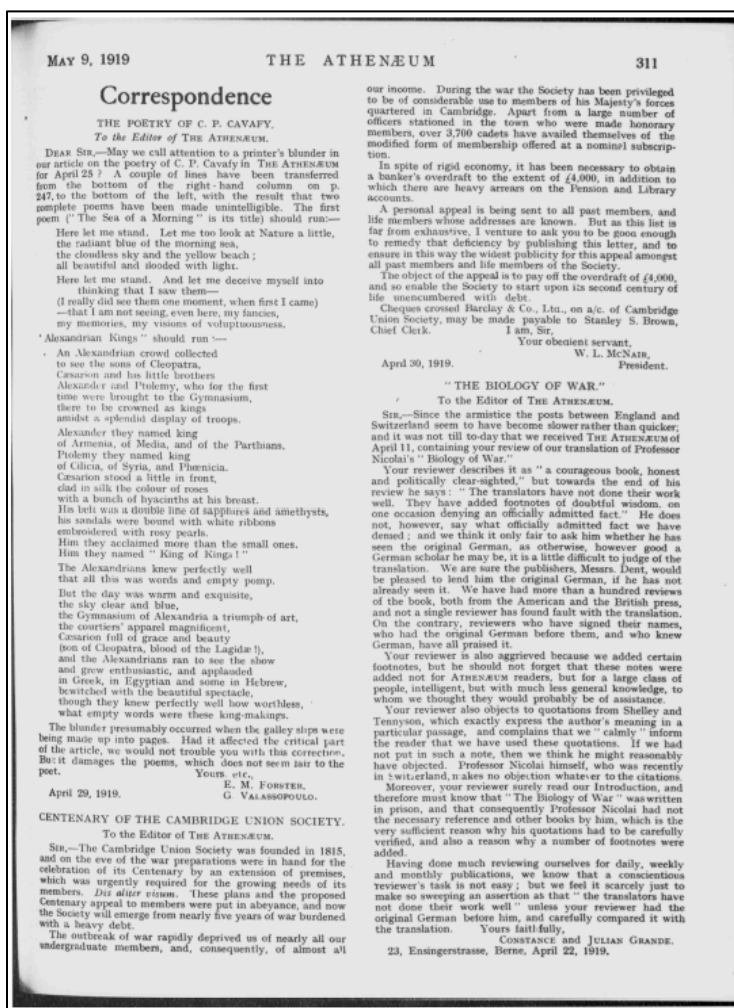 MAY 9, 1919
THE ATHENÆUM
311
Correspondence
THE POETRY OF C. P. CAVAFY.
To the Editor of THE ATHENÆUM.
DEAR SIR,—May we call attention to a printer's blunder in
our article on the poetry of C. P. Cavafy in THE ATHENÆUM
for April 25? A couple of lines have been transferred
from the bottom of the right-hand column on p.
247, to the bottom of the left, with the result that two
complete poems have been made unintelligible. The first
poem ("The Sea of a Morning" is its title) should run:—
Here let me stand. Let me too look at Nature a little,
the radiant blue of the morning sea,
the cloudless sky and the yellow beach;
all beautiful and flooded with light.
Here let me stand. And let me deceive myself into
thinking that I saw them—
(I really did see them one moment, when first I came)
—that I am not seeing, even here, my fancies,
my memories, my visions of voluptuousness.
"Alexandrian Kings" should run:—
An Alexandrian crowd collected
to see the sons of Cleopatra,
Cæsarion and his little brothers
Alexander and Ptolemy, who for the first
time were brought to the Gymnasium,
there to be crowned as kings
amidst a splendid display of troops.
Alexander they named king
of Armenia, of Media, and of the Parthians.
Ptolemy they named king
of Cilicia, of Syria, and Phœnicia.
Cæsarion stood a little in front,
clad in silk the colour of roses
with a bunch of hyacinths at his breast.
His belt was a double line of sapphires and amethysts,
his sandals were bound with white ribbons
embroidered with rosy pearls.
Him they acclaimed more than the small ones.
Him they named "King of Kings!"
The Alexandrians knew perfectly well
that all this was words and empty pomp.
But the day was warm and exquisite,
the sky clear and blue,
the Gymnasium of Alexandria a triumph of art,
the courtiers' apparel magnificent,
Cæsarion full of grace and beauty
(son of Cleopatra, blood of the Lagidæ!),
and the Alexandrians ran to see the show
and grew enthusiastic, and applauded
in Greek, in Egyptian and some in Hebrew,
bewitched with the beautiful spectacle,
though they knew perfectly well how worthless,
what empty words were these king-makings.
The blunder presumably occurred when the galley slips were
being made up into pages. Had it affected the critical part
of the article, we would not trouble you with this correction.
But it damages the poems, which does not seem fair to the
poet. Yours, etc.,
E. M. FORSTER.
April 29, 1919. G. VALASSOPOULO.
CENTENARY OF THE CAMBRIDGE UNION SOCIETY.
To the Editor of THE ATHENÆUM.
SIR,—The Cambridge Union Society was founded in 1815,
and on the eve of the war preparations were in hand for the
celebration of its Centenary by an extension of premises,
which was urgently required for the growing needs of its
members. Dis aliter visum. These plans and the proposed
Centenary appeal to members were put in abeyance, and now
the Society will emerge from nearly five years of war burdened
with a heavy debt.
The outbreak of war rapidly deprived us of nearly all our
undergraduate members, and, consequently, of almost all
our income. During the war the Society has been privileged
to be of considerable use to members of his Majesty's forces
quartered in Cambridge. Apart from a large number of
officers stationed in the town who were made honorary
members, over 3,700 cadets have availed themselves of the
modified form of membership offered at a nominal subscrip-
tion.
In spite of rigid economy, it has been necessary to obtain
a banker's overdraft to the extent of £4,000, in addition to
which there are heavy arrears on the Pension and Library
accounts.
A personal appeal is being sent to all past members, and
life members whose addresses are known. But as this list is
far from exhaustive, I venture to ask you to be good enough
to remedy that deficiency by publishing this letter, and to
ensure in this way the widest publicity for this appeal amongst
all past members and life members of the Society.
The object of the appeal is to pay off the overdraft of £4,000,
and so enable the Society to start upon its second century of
life unencumbered with debt.
Cheques crossed Barclay & Co., Ltd., on a/c. of Cambridge
Union Society, may be made payable to Stanley S. Brown,
Chief Clerk. I am, Sir,
Your obedient servant,
W. L. MCNAIR,
April 30, 1919. President.
"THE BIOLOGY OF WAR."
To the Editor of THE ATHENÆUM.
SIR,—Since the armistice the posts between England and
Switzerland seem to have become slower rather than quicker;
and it was not till to-day that we received THE ATHENÆUM of
April 11, containing your review of our translation of Professor
Nicolai's "Biology of War."
Your reviewer describes it as "a courageous book, honest
and politically clear-sighted," but towards the end of his
review he says: "The translators have not done their work
well. They have added footnotes of doubtful wisdom, on
one occasion denying an officially admitted fact." He does
not, however, say what officially admitted fact we have
denied; and we think it only fair to ask him whether he has
seen the original German, as otherwise, however good a
German scholar he may be, it is a little difficult to judge of the
translation. We are sure the publishers, Messrs. Dent, would
be pleased to lend him the original German, if he has not
already seen it. We have had more than a hundred reviews
of the book, both from the American and the British press,
and not a single reviewer has found fault with the translation.
On the contrary, reviewers who have signed their names,
who had the original German before them, and who knew
German, have all praised it.
Your reviewer is also aggrieved because we added certain
footnotes, but he should not forget that these notes were
added not for ATHENÆUM readers, but for a large class of
people, intelligent, but with much less general knowledge, to
whom we thought they would probably be of assistance.
Your reviewer also objects to quotations from Shelley and
Tennyson, which exactly express the author's meaning in a
particular passage, and complains that we "calmly" inform
the reader that we have used these quotations. If we had
not put in such a note, then we think he might reasonably
have objected. Professor Nicolai himself, who was recently
in Switzerland, makes no objection whatever to the citations.
Moreover, your reviewer surely read our Introduction, and
therefore must know that "The Biology of War" was written
in prison, and that consequently Professor Nicolai had not
the necessary reference and other books by him, which is the
very sufficient reason why his quotations had to be carefully
verified, and also a reason why a number of footnotes were
added.
Having done much reviewing ourselves for daily, weekly
and monthly publications, we know that a conscientious
reviewer's task is not easy; but we feel it scarcely just to
make so sweeping an assertion as that "the translators have
not done their work well" unless your reviewer had the
original German before him, and carefully compared it with
the translation. Yours faithfully,
CONSTANCE and JULIAN GRANDE.
23, Ensingerstrasse, Berne, April 22, 1919.